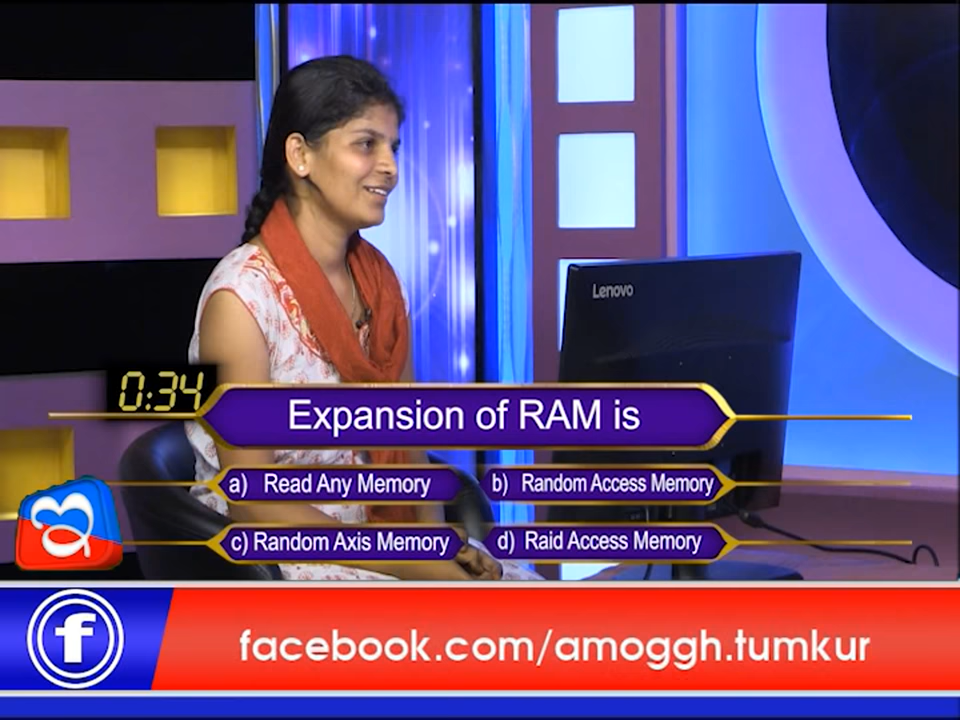 Lenovo
0:34
Expansion of RAM is
a) Read Any Memory
b) Random Access Memory
c) Random Axis Memory
d) Raid Access Memory
f
facebook.com/amoggh.tumkur